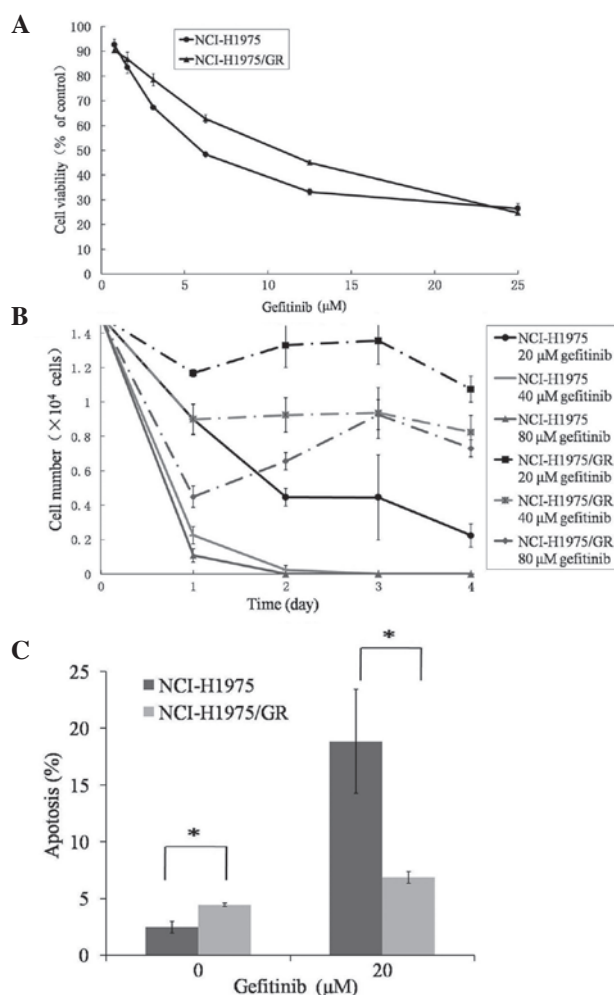 A
100
90
80
70
60
50
40
30
20
10
0
Cell viability (% of control)
NCI-H1975
NCI-H1975/GR
0
5
10
15
20
25
Gefitinib (μM)
B
1.4
1.2
1
0.8
0.6
0.4
0.2
0
Cell number (×10⁴ cells)
0
1
2
3
4
Time (day)
NCI-H1975
20 μM gefitinib
NCI-H1975
40 μM gefitinib
NCI-H1975
80 μM gefitinib
NCI-H1975/GR
20 μM gefitinib
NCI-H1975/GR
40 μM gefitinib
NCI-H1975/GR
80 μM gefitinib
C
25
20
15
10
5
0
Apotosis (%)
NCI-H1975
NCI-H1975/GR
*
*
0
20
Gefitinib (μM)